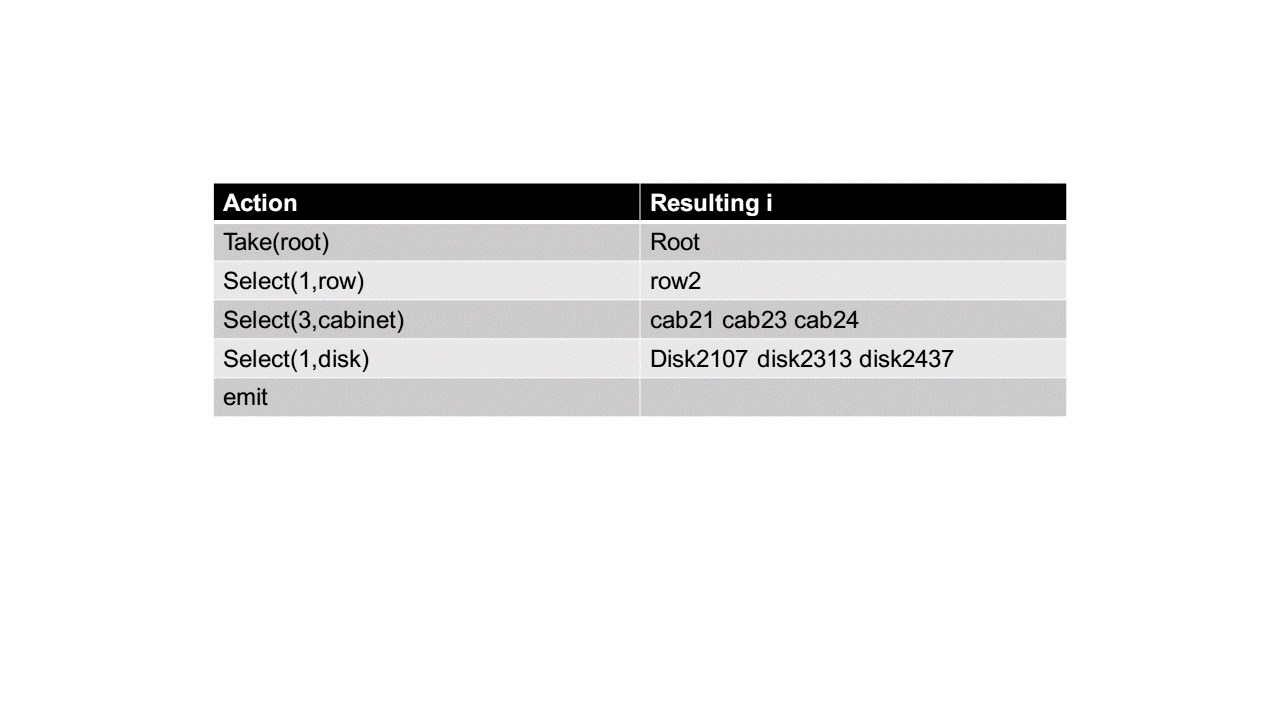 Action Resulting i
Take(root) Root
Select(1,row) row2
Select(3,cabinet) cab21 cab23 cab24
Select(1,disk) Disk2107 disk2313 disk2437
emit